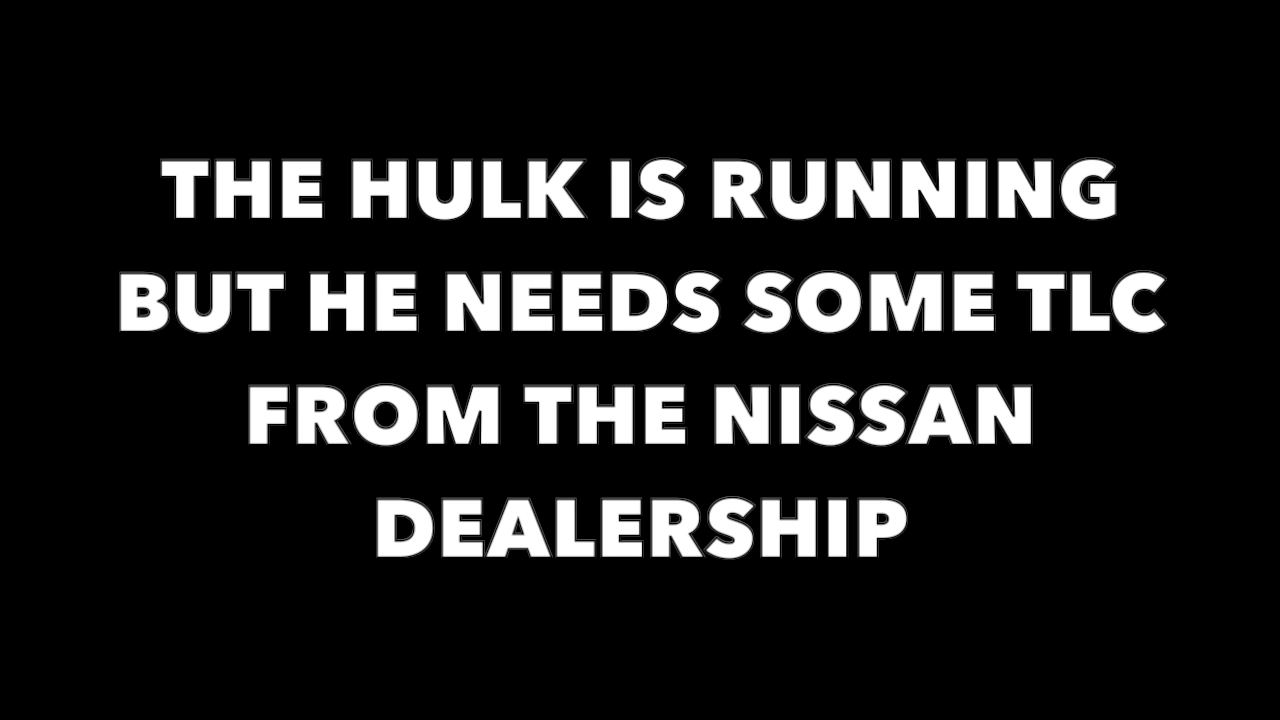 THE HULK IS RUNNING
BUT HE NEEDS SOME TLC
FROM THE NISSAN
DEALERSHIP